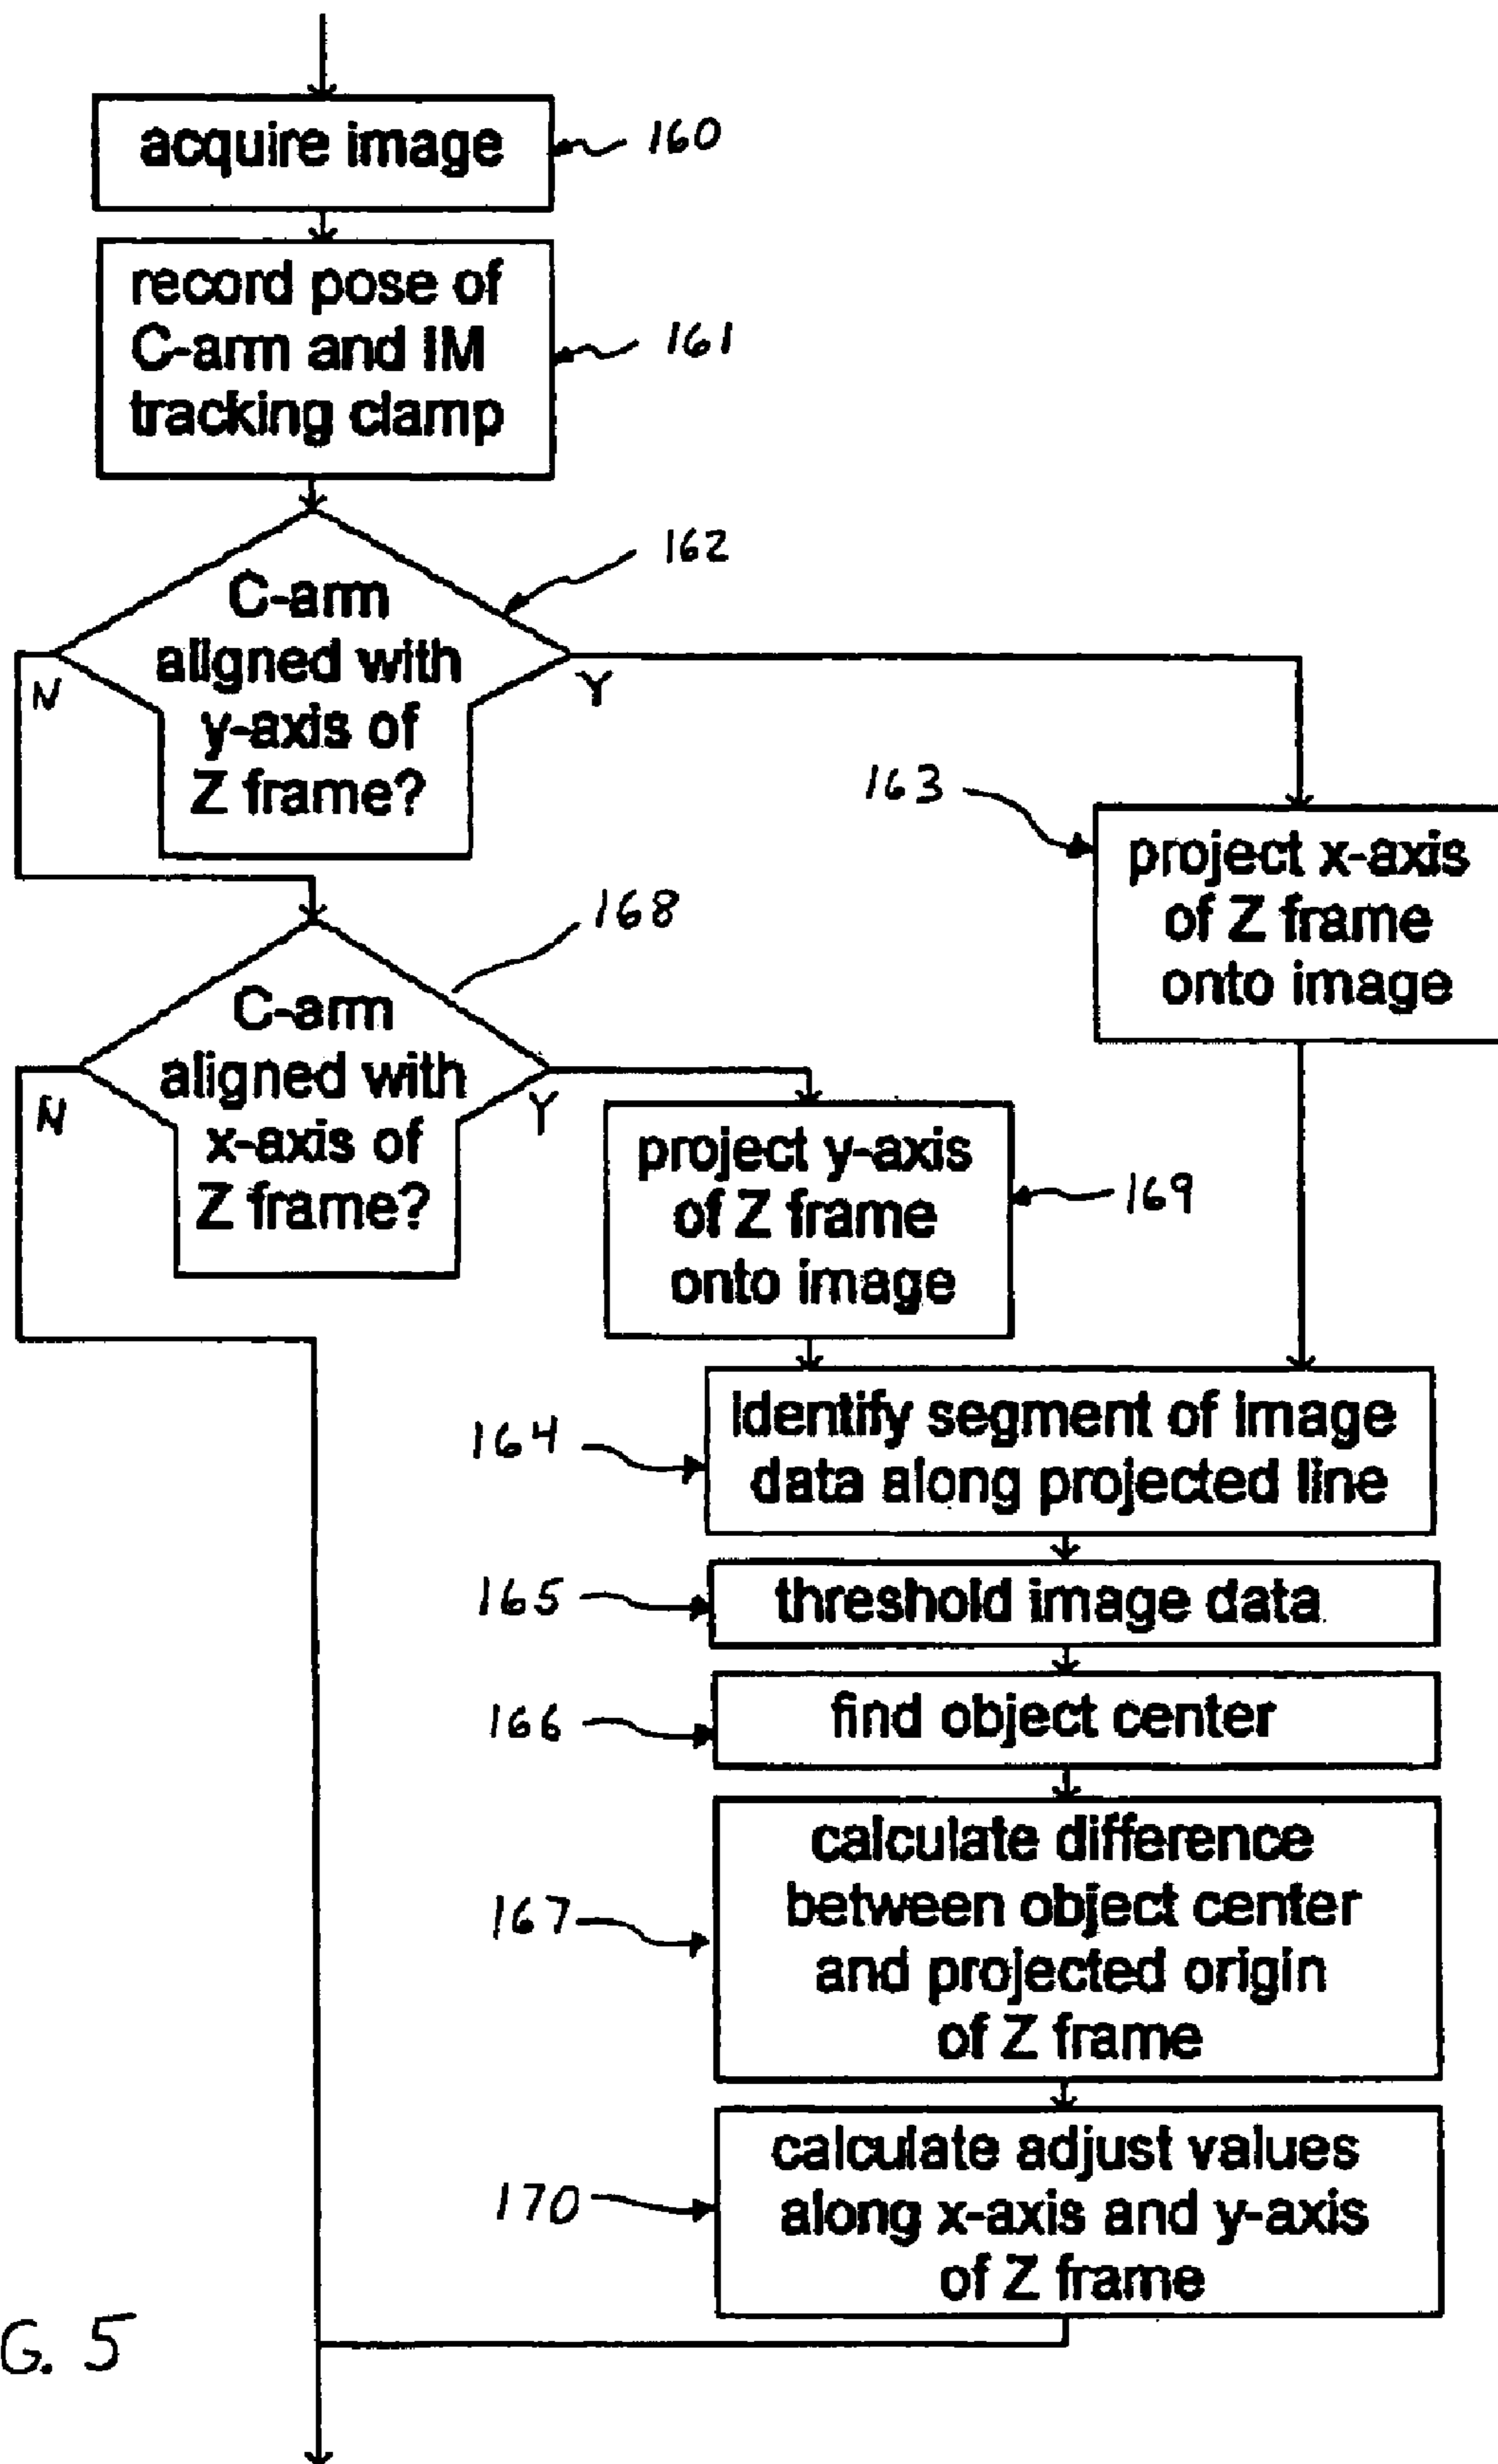 acquire image
160
record pose of
C-arm and IM
tracking clamp
161
C-arm
aligned with
y-axis of
Z frame?
162
N
Y
163
project x-axis
of Z frame
onto image
C-arm
aligned with
x-axis of
Z frame?
168
N
Y
project y-axis
of Z frame
onto image
169
164
identify segment of image
data along projected line
165
threshold image data
166
find object center
167
calculate difference
between object center
and projected origin
of Z frame
170
calculate adjust values
along x-axis and y-axis
of Z frame
G. 5